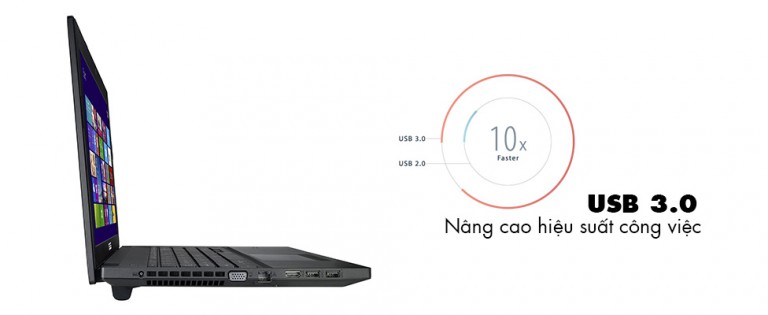 USB 3.0
USB 2.0
10x
Faster
USB 3.0
Nâng cao hiệu suất công việc